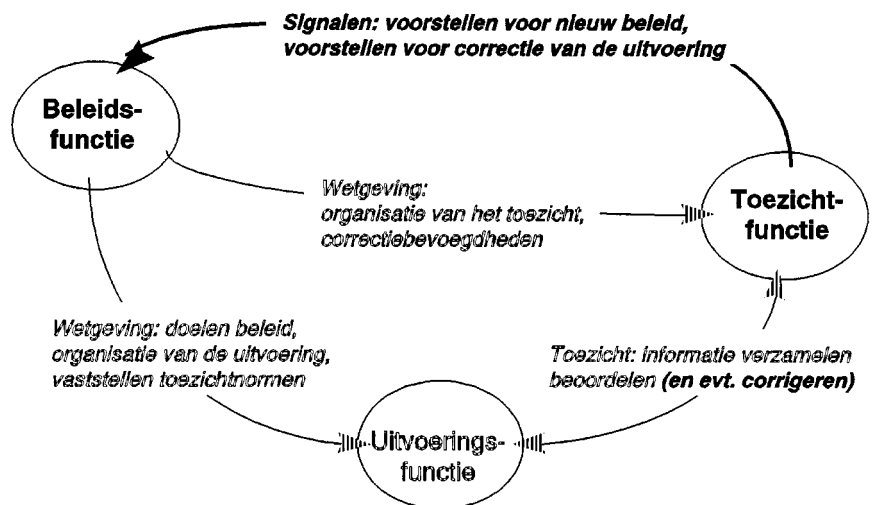 Signalen: voorstellen voor nieuw beleid,
voorstellen voor correctie van de uitvoering
Beleids-
functie
Wetgeving:
organisatie van het toezicht,
correctiebevoegdheden
Toezicht-
functie
Wetgeving: doelen beleid,
organisatie van de uitvoering,
vaststellen toezichtnormen
Toezicht: informatie verzamelen
beoordelen (en evt. corrigeren)
Uitvoerings-
functie